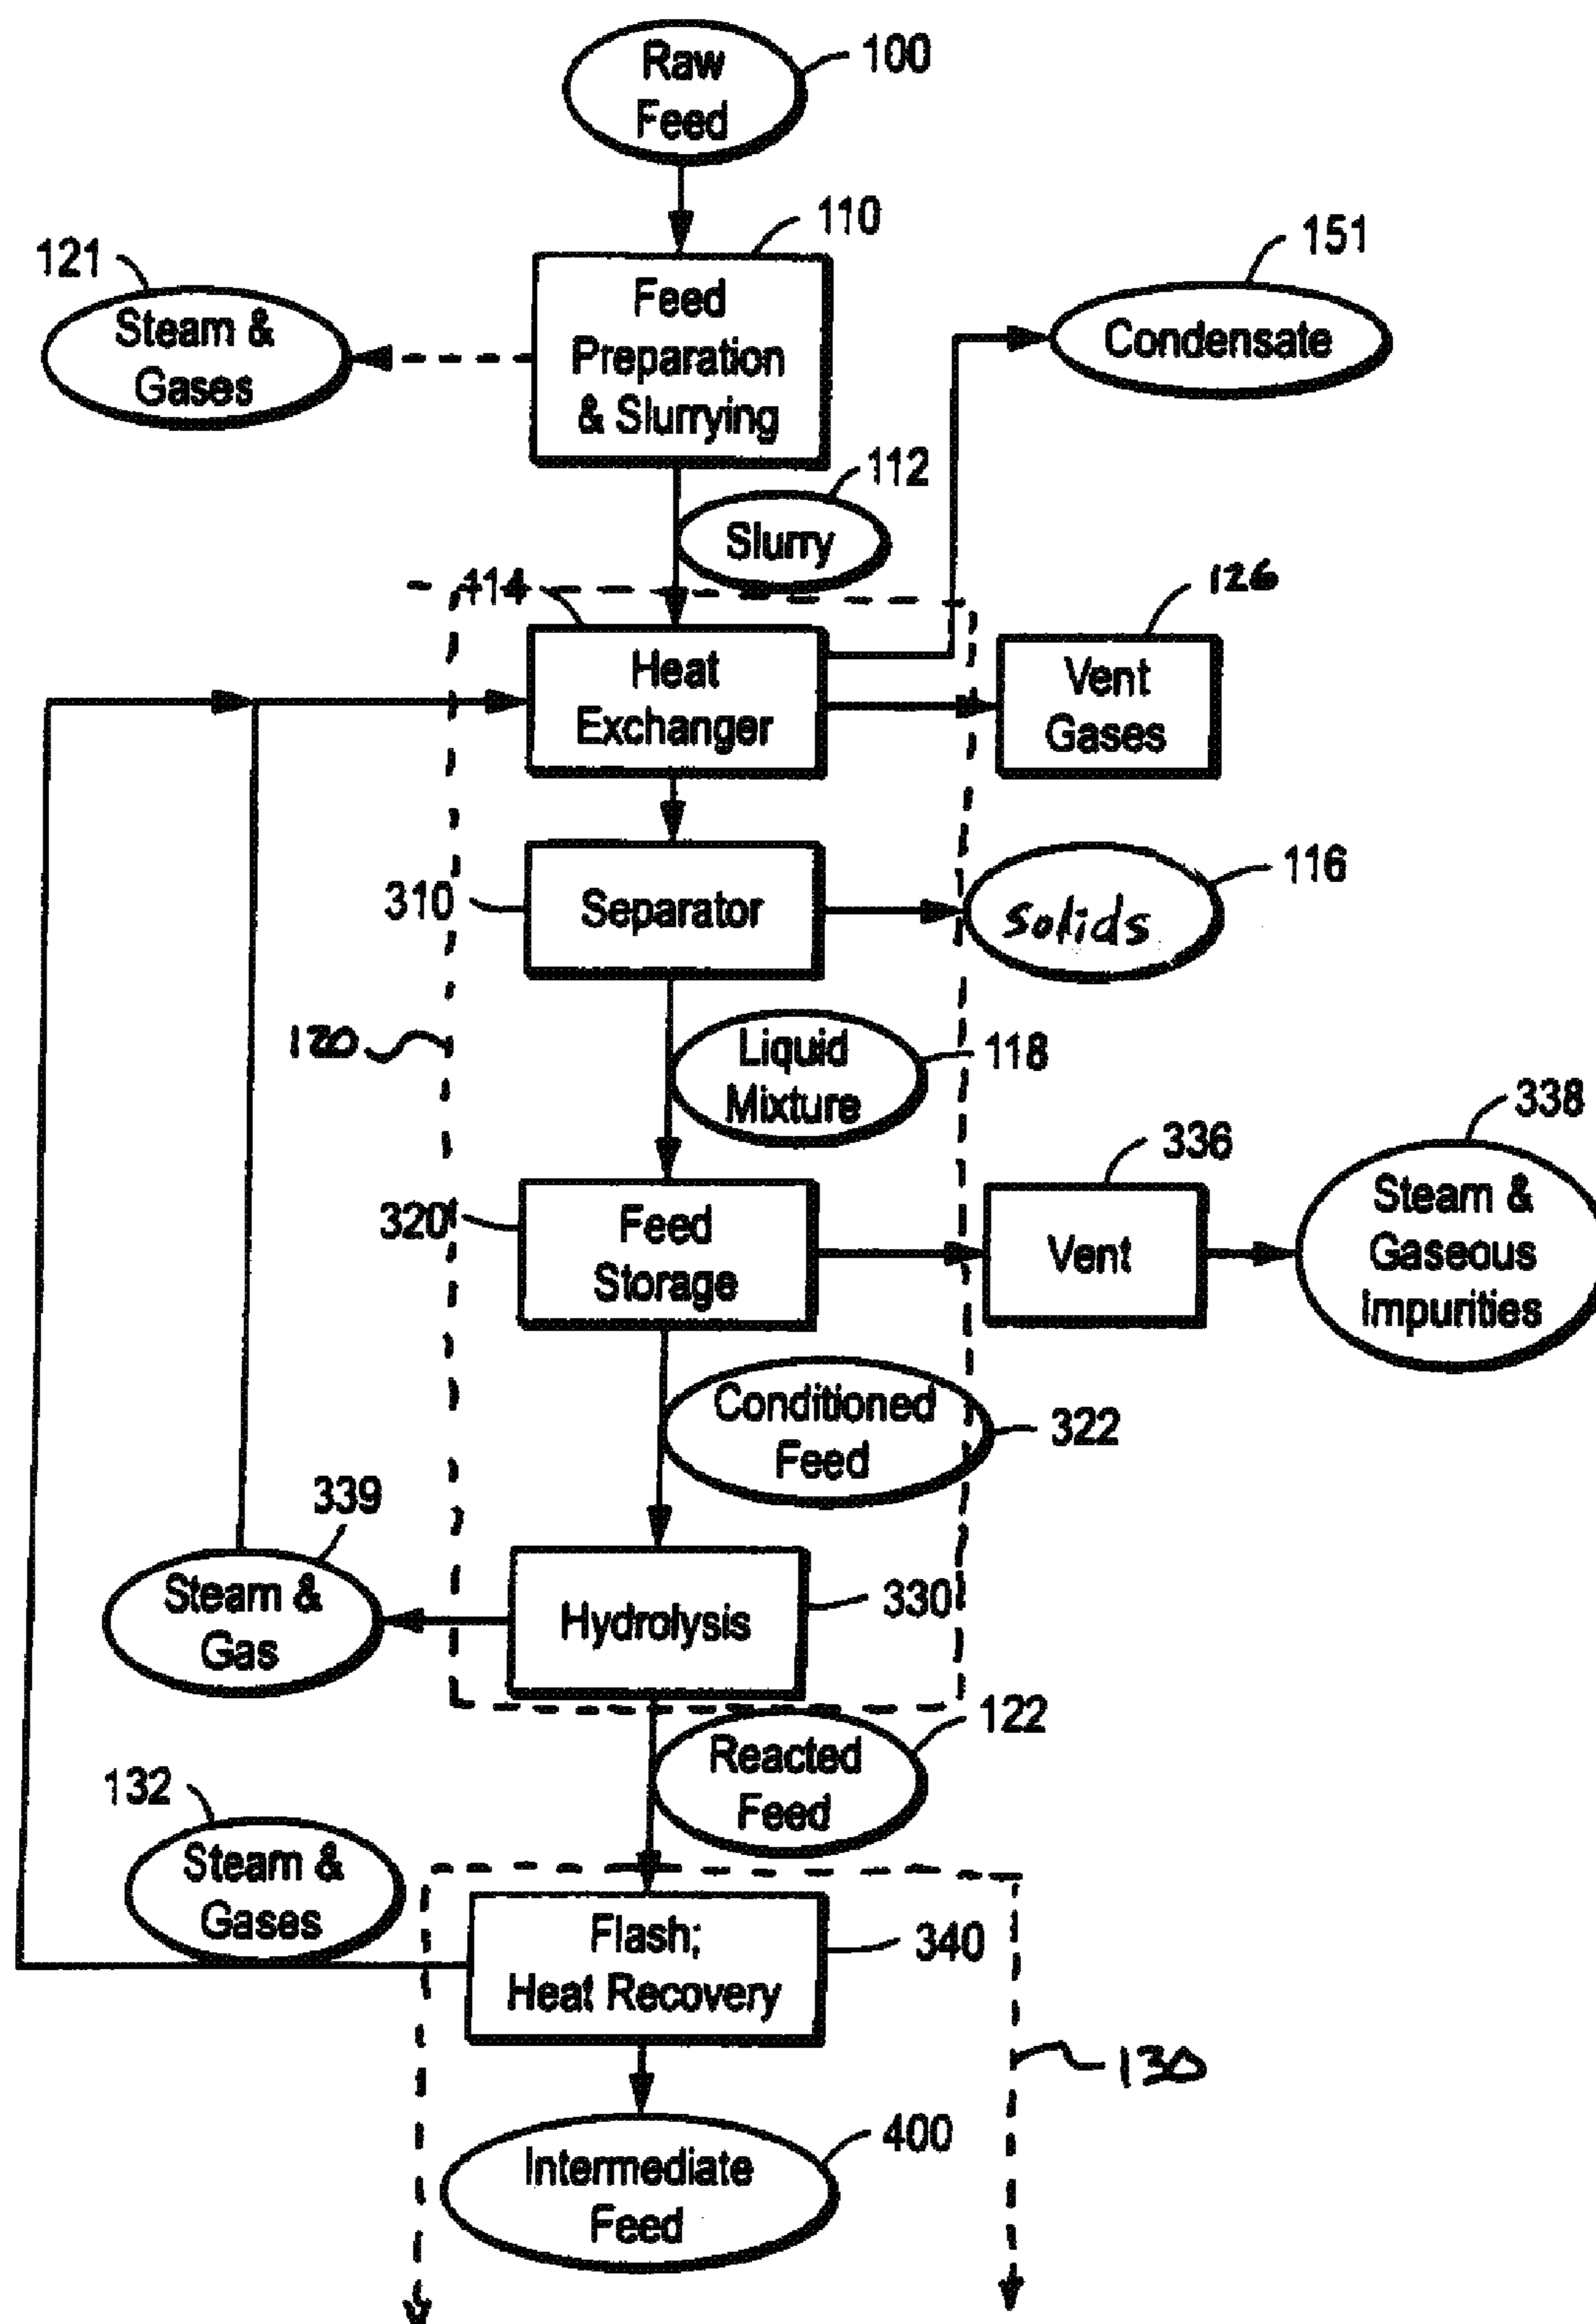 Raw
Feed
100
110
121
Steam &
Gases
Feed
Preparation
& Slurrying
151
Condensate
112
Slurry
114
Heat
Exchanger
126
Vent
Gases
310
Separator
116
Solids
120
Liquid
Mixture
118
320
Feed
Storage
336
Vent
338
Steam &
Gaseous
Impurities
Conditioned
Feed
322
339
Steam &
Gas
Hydrolysis
330
122
Reacted
Feed
132
Steam &
Gases
Flash;
Heat Recovery
340
130
400
Intermediate
Feed